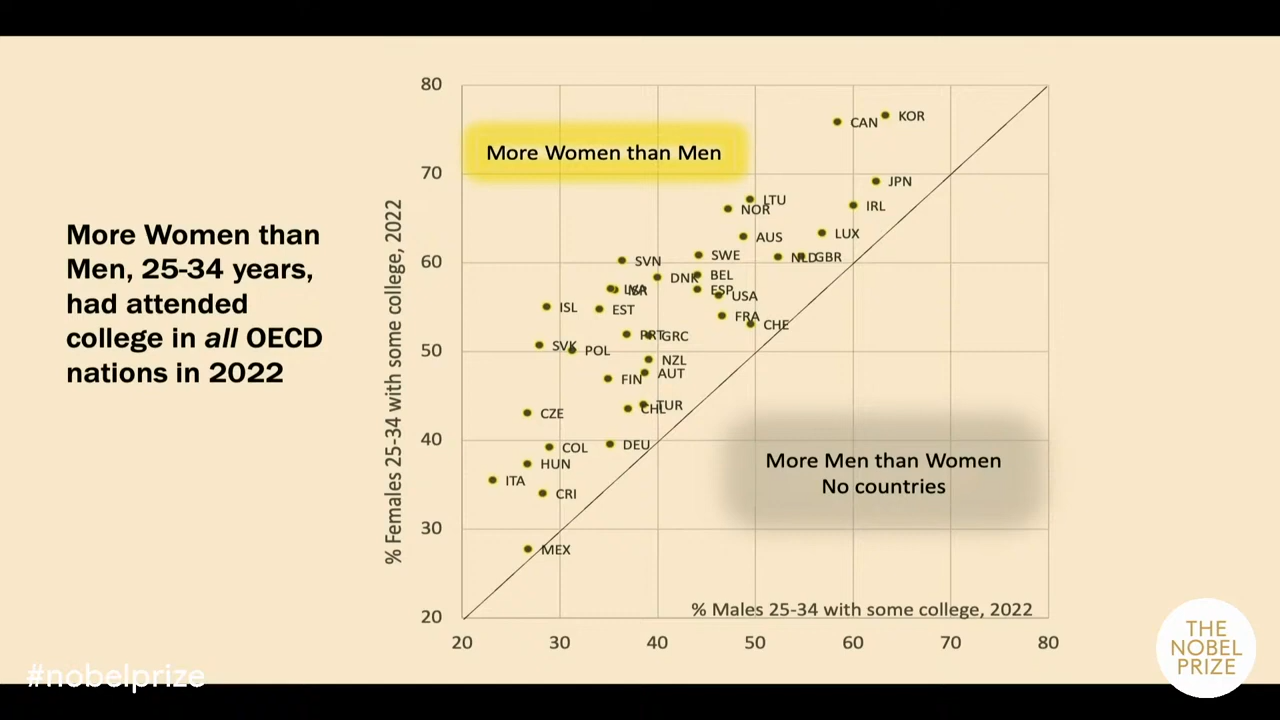 More Women than
Men, 25-34 years,
had attended
college in all OECD
nations in 2022
% Females 25-34 with some college, 2022
80
70
60
50
40
30
20
More Women than Men
CAN
KOR
JPN
LTU
NOR
IRL
AUS
LUX
SVN
SWE
NLD
GBR
DNK
BEL
ESP
USA
ISL
EST
FRA
CHE
PRT
GRC
SVK
POL
NZL
AUT
FIN
TUR
CHL
CZE
COL
DEU
HUN
ITA
CRI
MEX
More Men than Women
No countries
% Males 25-34 with some college, 2022
20
30
40
50
60
70
80
#nobelprize
THE
NOBEL
PRIZE